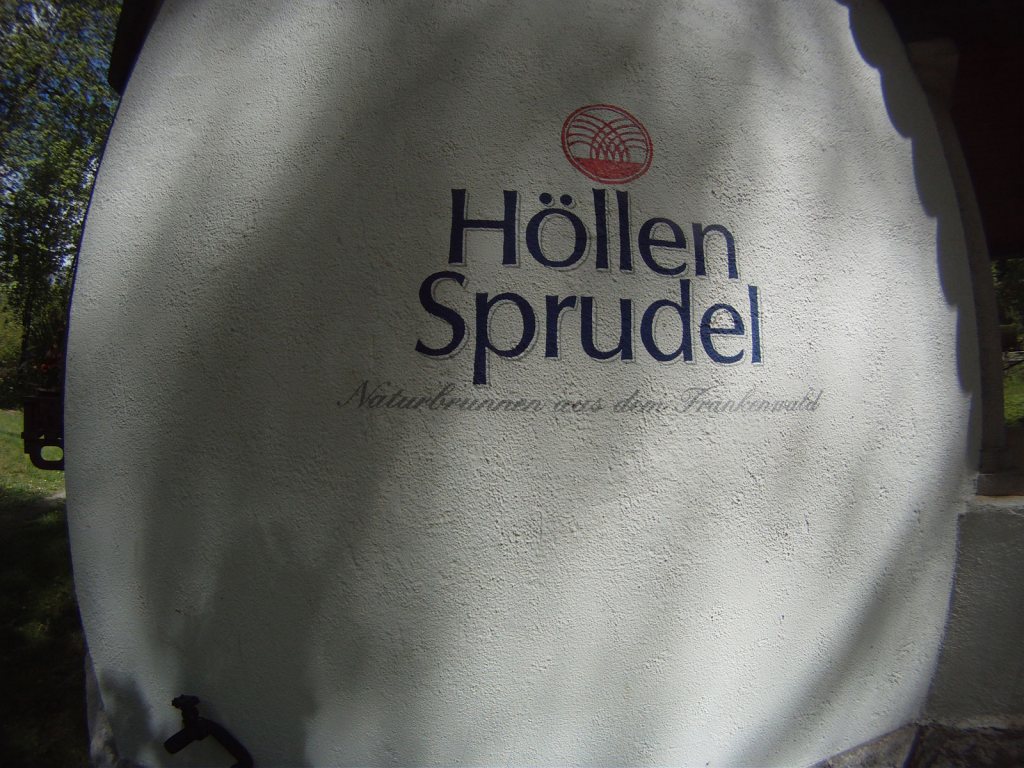 Höllen
Sprudel
Naturbrunnen aus dem Frankenwald